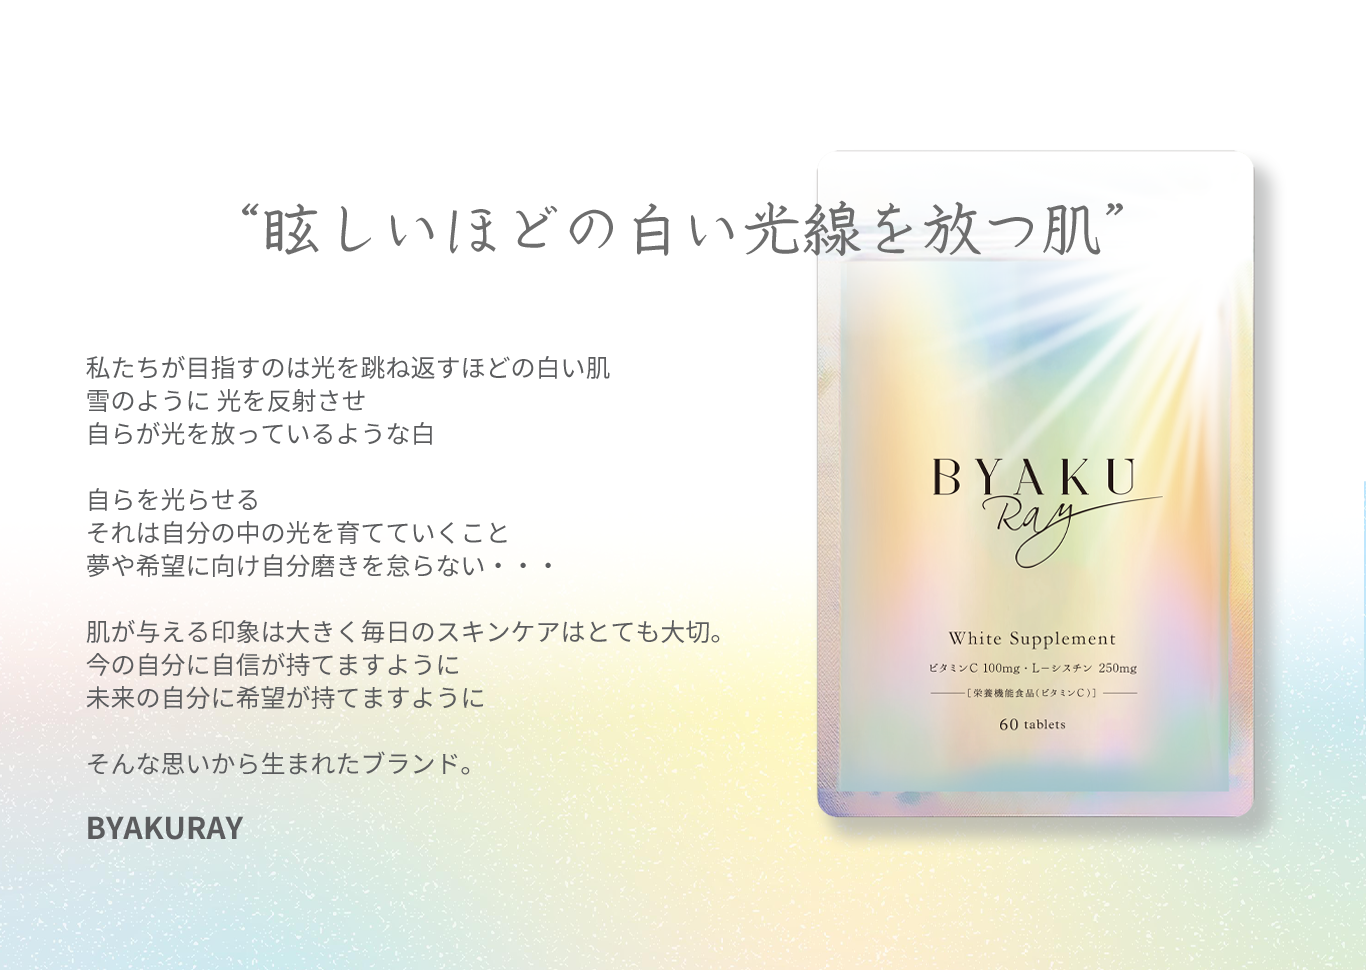 “眩しいほどの白い光線を放つ肌”
私たちが目指すのは光を跳ね返すほどの白い肌
雪のように 光を反射させ
自らが光を放っているような白
自らを光らせる
それは自分の中の光を育てていくこと
夢や希望に向け自分磨きを怠らない・・・
肌が与える印象は大きく毎日のスキンケアはとても大切。
今の自分に自信が持てますように
未来の自分に希望が持てますように
そんな思いから生まれたブランド。
BYAKURAY
BYAKU
Ray
White Supplement
ビタミンC 100mg・L－システイン 250mg
[栄養機能食品(ビタミンC)]
60 tablets